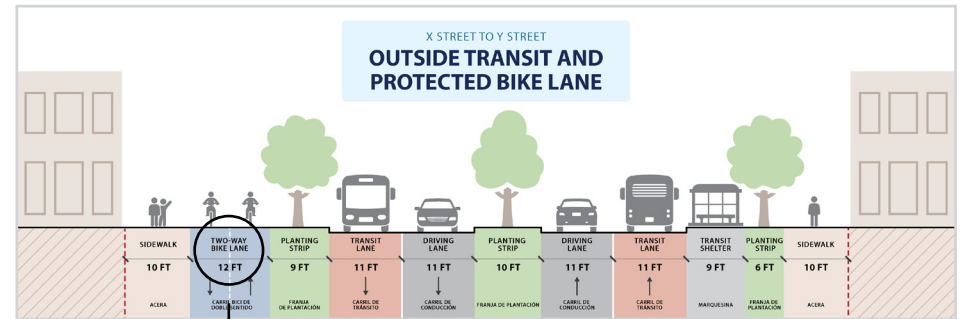 X STREET TO Y STREET
OUTSIDE TRANSIT AND
PROTECTED BIKE LANE
SIDEWALK
10 FT
ACERA
TWO-WAY
BIKE LANE
12 FT
CARRIL BICI DE
DOBLE SENTIDO
PLANTING
STRIP
9 FT
FRANJA
DE PLANTACIÓN
TRANSIT
LANE
11 FT
CARRIL DE
TRÁNSITO
DRIVING
LANE
11 FT
CARRIL DE
CONDUCCIÓN
PLANTING
STRIP
10 FT
FRANJA DE PLANTACIÓN
DRIVING
LANE
11 FT
CARRIL DE
CONDUCCIÓN
TRANSIT
LANE
11 FT
CARRIL DE
TRÁNSITO
TRANSIT
SHELTER
9 FT
MARQUESINA
PLANTING
STRIP
6 FT
FRANJA DE
PLANTACIÓN
SIDEWALK
10 FT
ACERA